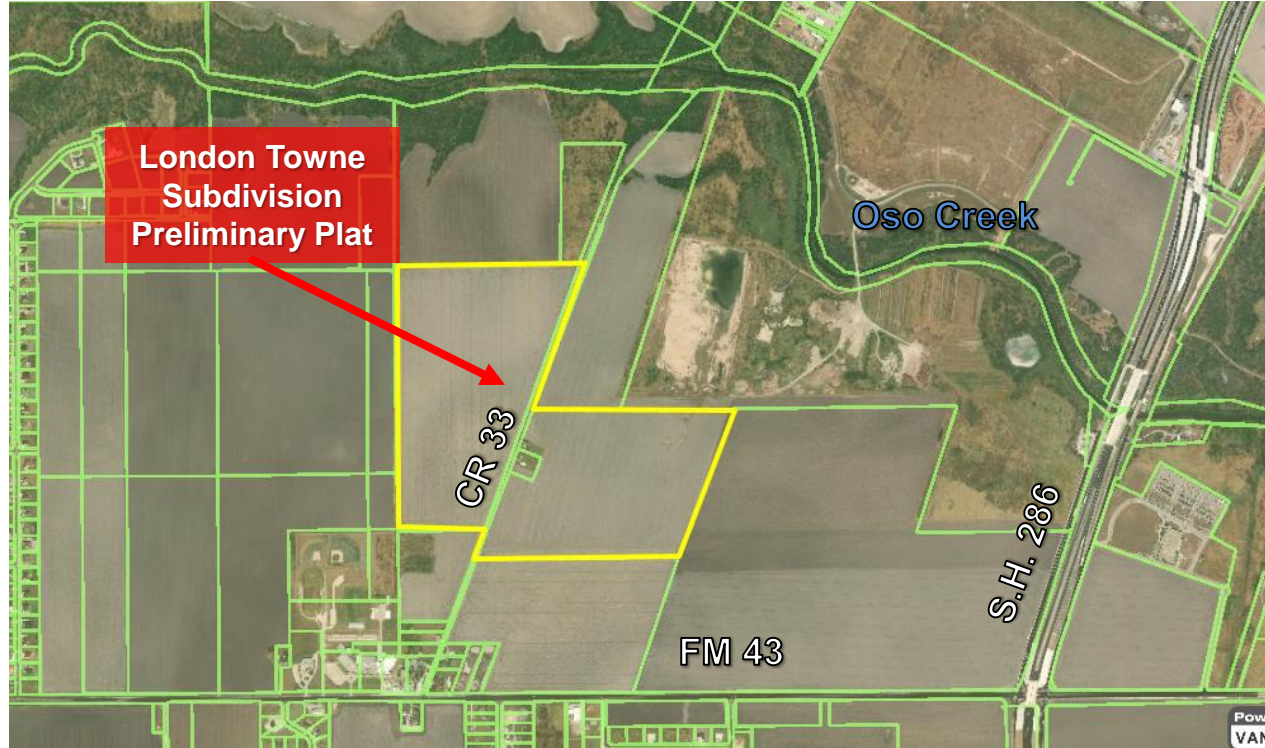 London Towne
Subdivision
Preliminary Plat
Oso Creek
CR 33
S.H. 286
FM 43